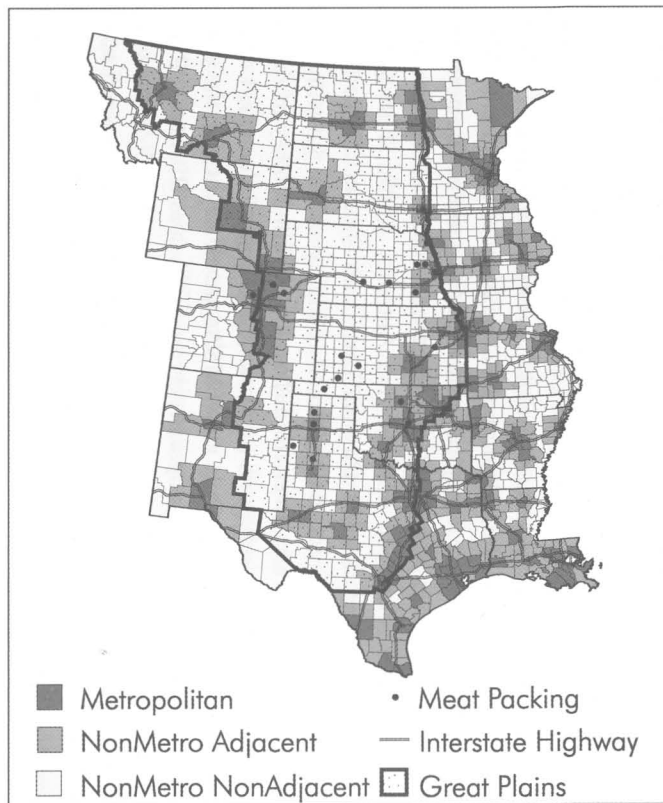 Metropolitan
NonMetro Adjacent
NonMetro NonAdjacent
Meat Packing
Interstate Highway
Great Plains